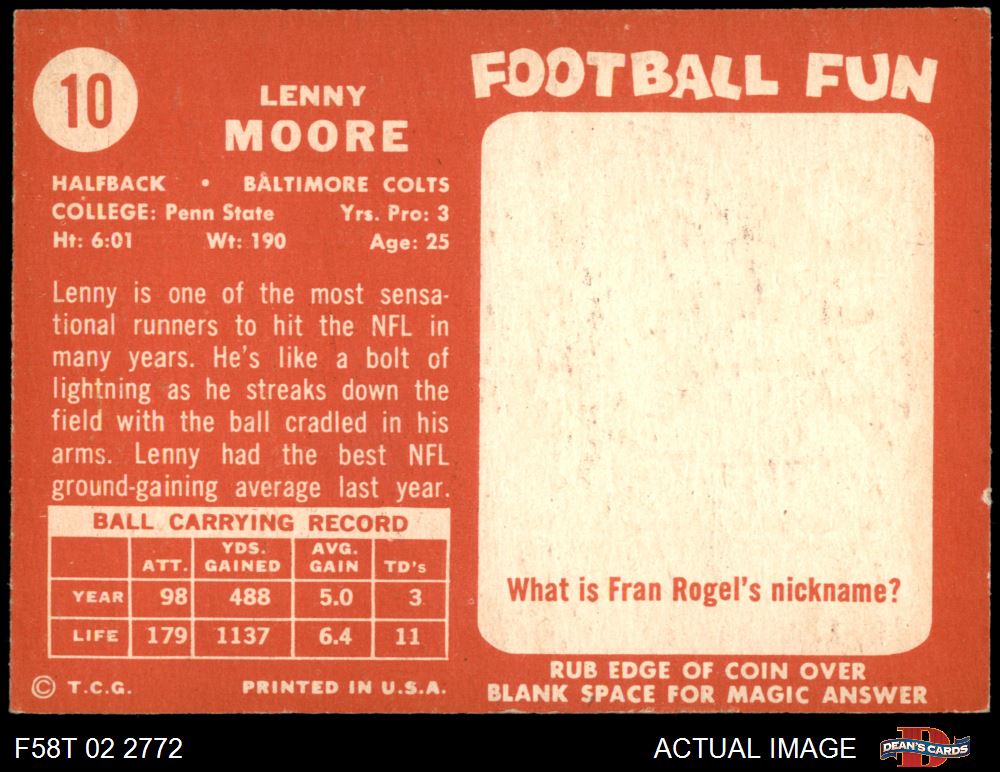 10
LENNY
MOORE
HALFBACK • BALTIMORE COLTS
COLLEGE: Penn State Yrs. Pro: 3
Ht: 6:01 Wt: 190 Age: 25
Lenny is one of the most sensa-
tional runners to hit the NFL in
many years. He's like a bolt of
lightning as he streaks down the
field with the ball cradled in his
arms. Lenny had the best NFL
ground-gaining average last year.
BALL CARRYING RECORD
ATT. YDS. GAINED AVG. GAIN TD's
YEAR 98 488 5.0 3
LIFE 179 1137 6.4 11
© T.C.G. PRINTED IN U.S.A.
FOOTBALL FUN
What is Fran Rogel's nickname?
RUB EDGE OF COIN OVER
BLANK SPACE FOR MAGIC ANSWER
F58T 02 2772 ACTUAL IMAGE D DEAN'S CARDS